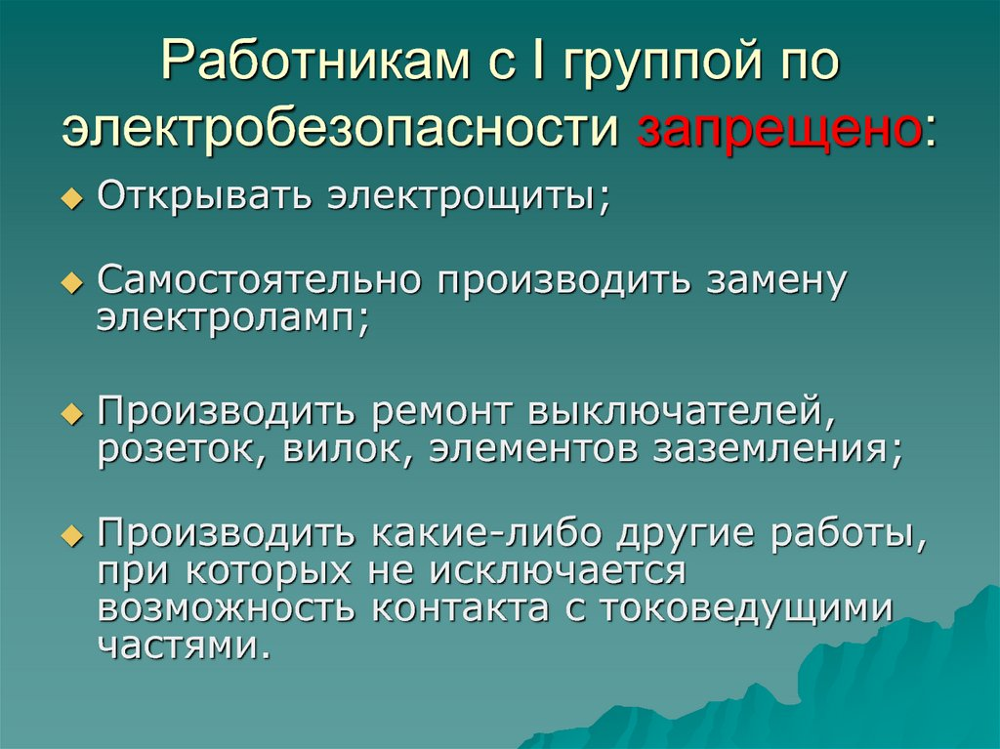 Работникам с I группой по
электробезопасности запрещено:
Открывать электрощиты;
Самостоятельно производить замену
электроламп;
Производить ремонт выключателей,
розеток, вилок, элементов заземления;
Производить какие-либо другие работы,
при которых не исключается
возможность контакта с токоведущими
частями.